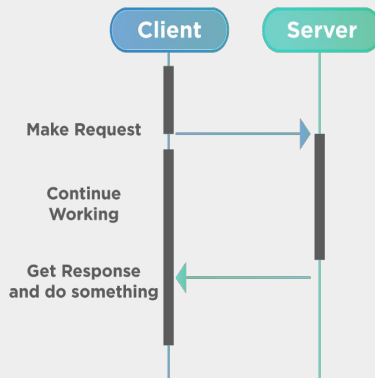 Client
Server
Make Request
Continue
Working
Get Response
and do something